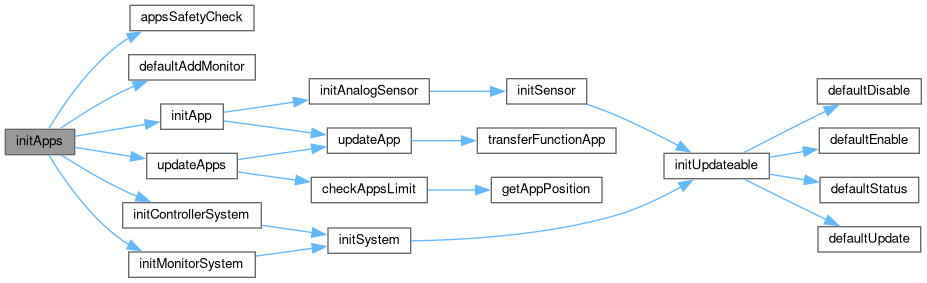 initApps
appsSafetyCheck
defaultAddMonitor
initApp
updateApps
initControllerSystem
initMonitorSystem
initAnalogSensor
updateApp
checkAppsLimit
initSystem
initSensor
transferFunctionApp
getAppPosition
initUpdateable
defaultDisable
defaultEnable
defaultStatus
defaultUpdate